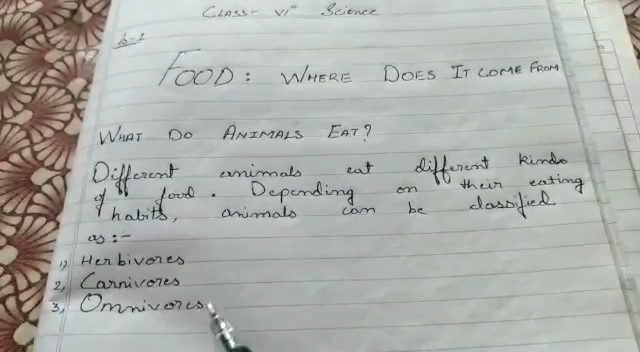 CLASS- VIth Science
FOOD: WHERE DOES IT COME FROM
WHAT DO ANIMALS EAT?
Different animals eat different kinds
of food. Depending on their eating
habits, animals can be classified
as:-
1) Herbivores
2, Carnivores
3, Omnivores